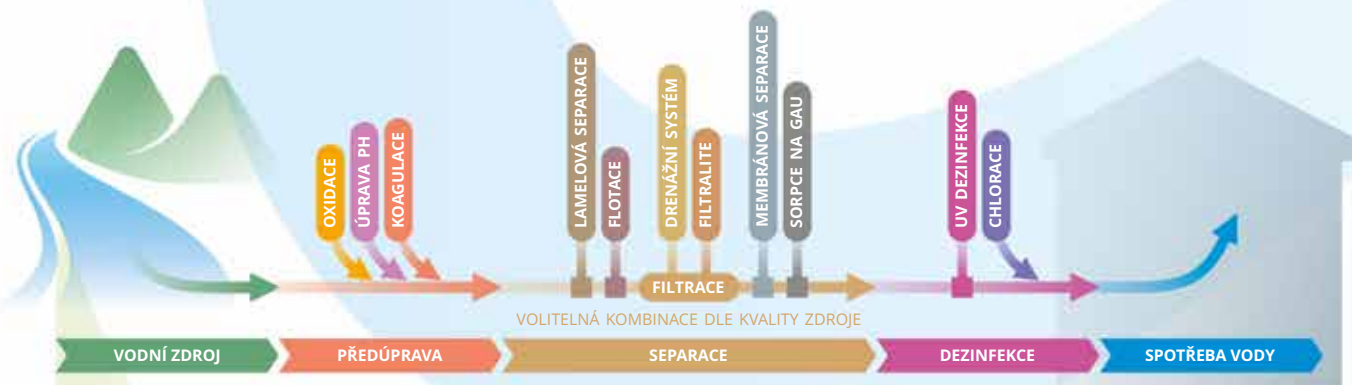 OXIDACE
ÚPRAVA PH
KOAGULACE
LAMELOVÁ SEPARACE
FLOTACE
DRENÁŽNÍ SYSTÉM
FILTRALITE
MEMBRÁNOVÁ SEPARACE
SORPCE NA GAU
UV DEZINFEKCE
CHLORACE
FILTRACE
VOLITELNÁ KOMBINACE DLE KVALITY ZDROJE
VODNÍ ZDROJ
PŘEDÚPRAVA
SEPARACE
DEZINFEKCE
SPOTŘEBA VODY